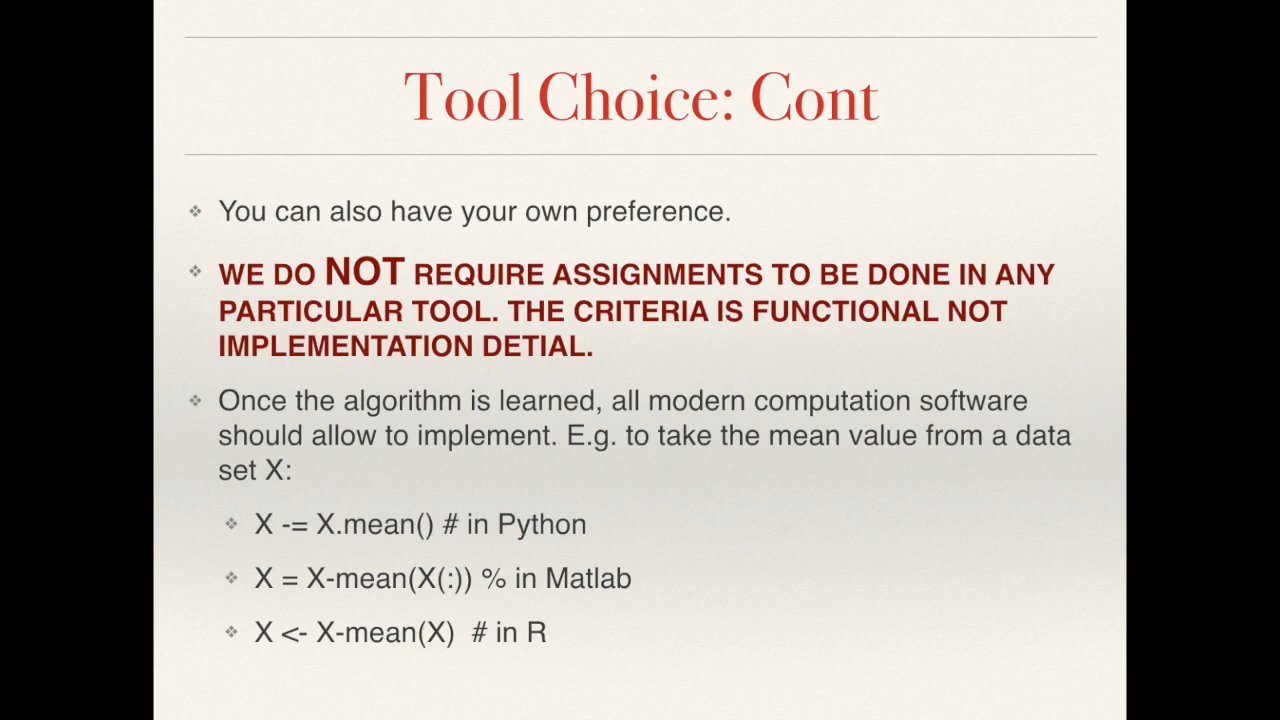 Tool Choice: Cont
You can also have your own preference.
WE DO NOT REQUIRE ASSIGNMENTS TO BE DONE IN ANY
PARTICULAR TOOL. THE CRITERIA IS FUNCTIONAL NOT
IMPLEMENTATION DETIAL.
Once the algorithm is learned, all modern computation software
should allow to implement. E.g. to take the mean value from a data
set X:
X -= X.mean() # in Python
X = X-mean(X(:)) % in Matlab
X <- X-mean(X)  # in R